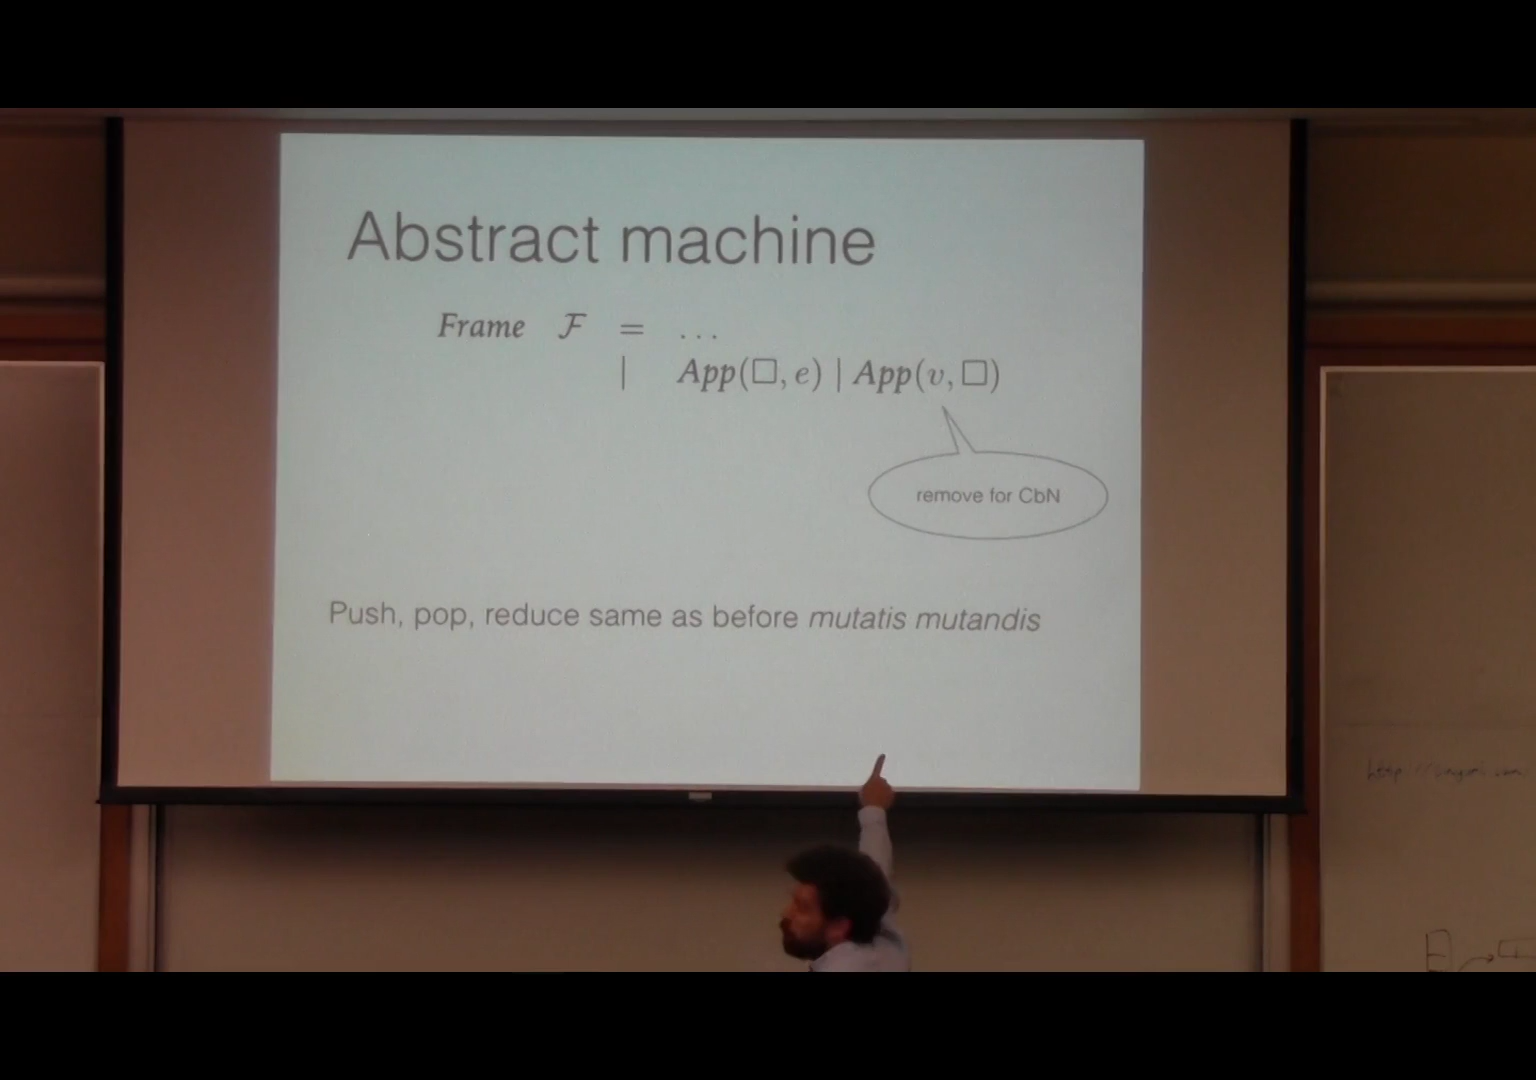 Abstract machine
Frame ℱ = ...
| App(□, e) | App(v, □)
remove for CbN
Push, pop, reduce same as before mutatis mutandis